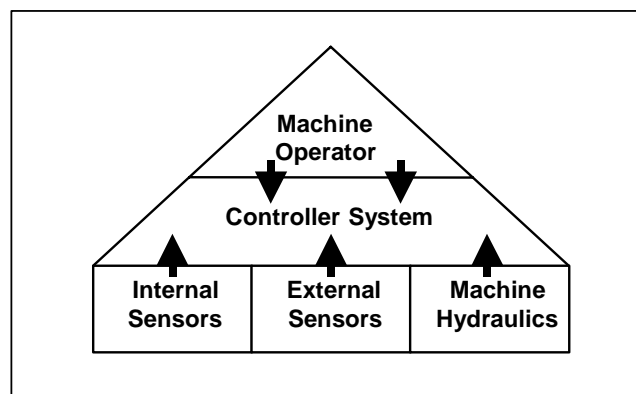 Machine
Operator
Controller System
Internal
Sensors
External
Sensors
Machine
Hydraulics